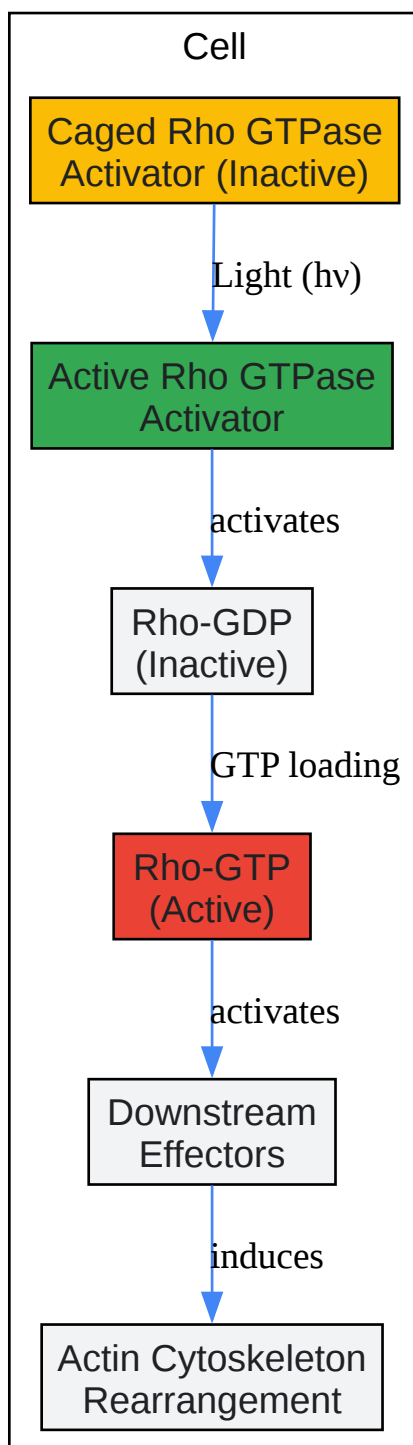 Cell
Caged Rho GTPase
Activator (Inactive)
Light (hν)
Active Rho GTPase
Activator
activates
Rho-GDP
(Inactive)
GTP loading
Rho-GTP
(Active)
activates
Downstream
Effectors
induces
Actin Cytoskeleton
Rearrangement